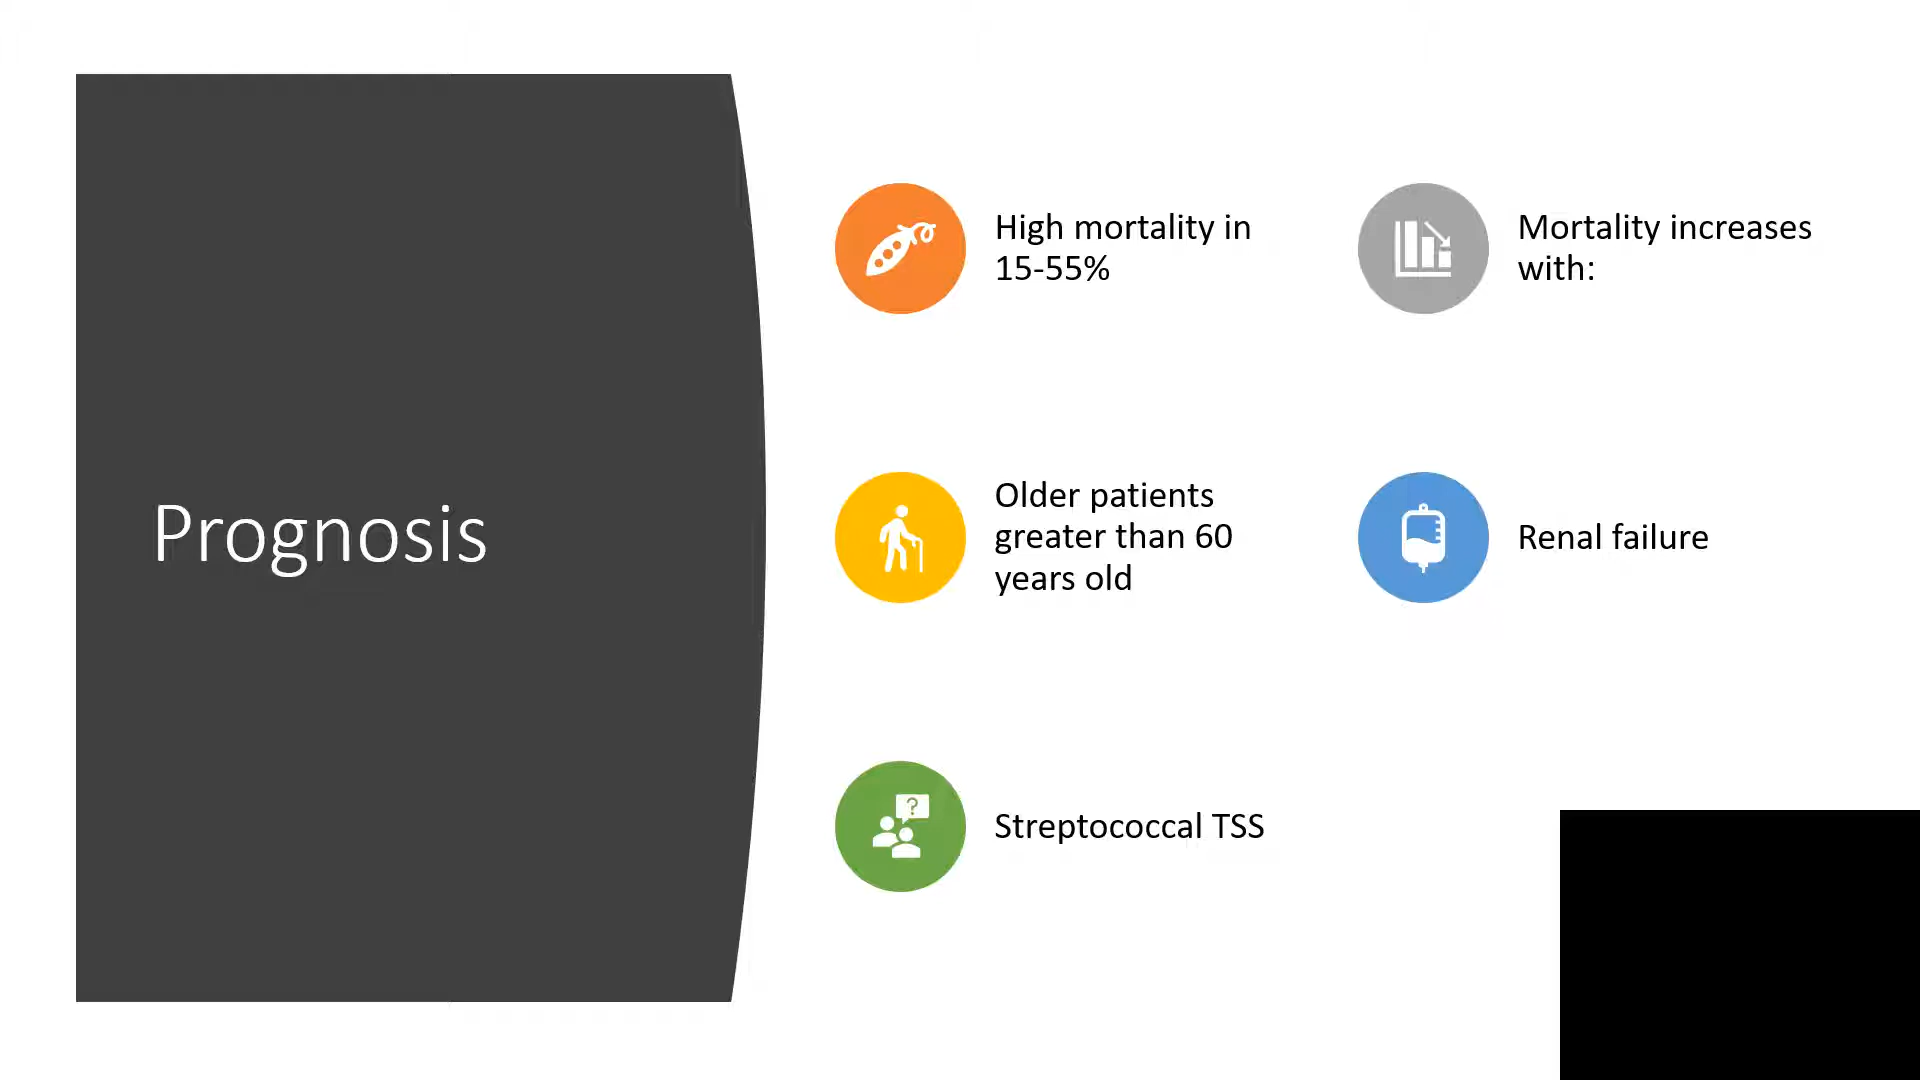 Prognosis
High mortality in
15-55%
Mortality increases
with:
Older patients
greater than 60
years old
Renal failure
?
Streptococcal TSS